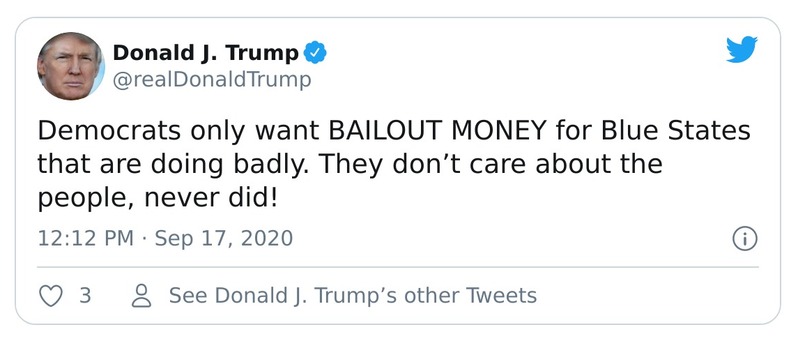 Donald J. Trump
@realDonaldTrump
Democrats only want BAILOUT MONEY for Blue States
that are doing badly. They don’t care about the
people, never did!
12:12 PM · Sep 17, 2020
3 See Donald J. Trump’s other Tweets